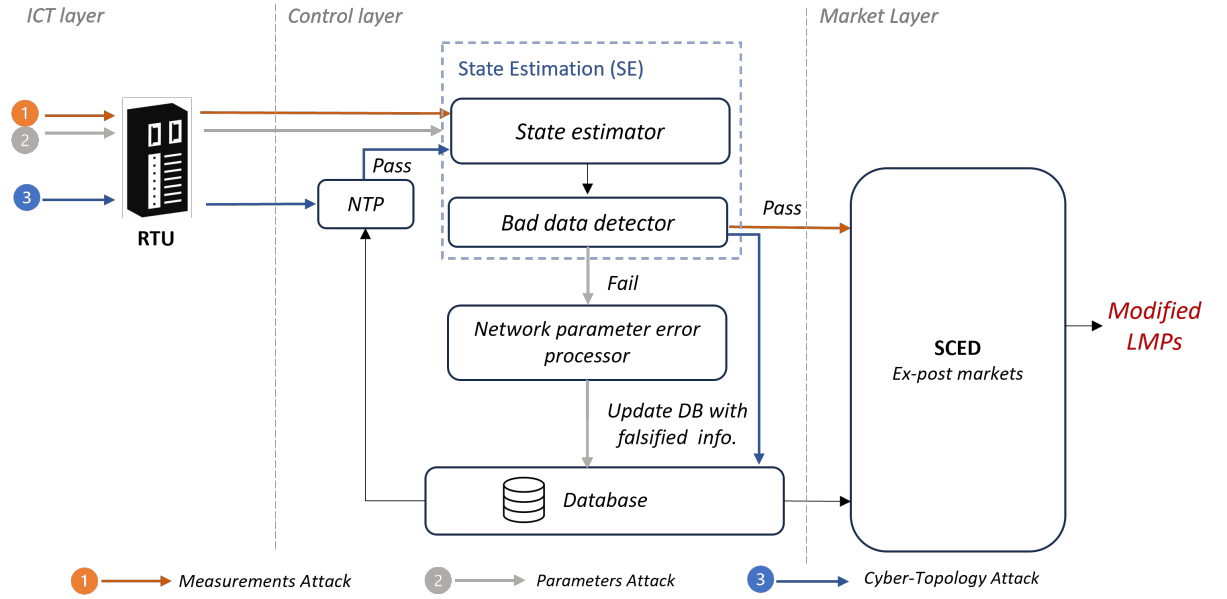 ICT layer
Control layer
Market Layer
State Estimation (SE)
1
2
State estimator
Pass
3
NTP
RTU
Bad data detector
Pass
Fail
Network parameter error
processor
Modified
LMPs
SCED
Ex-post markets
Update DB with
falsified info.
Database
1 Measurements Attack
2 Parameters Attack
3 Cyber-Topology Attack